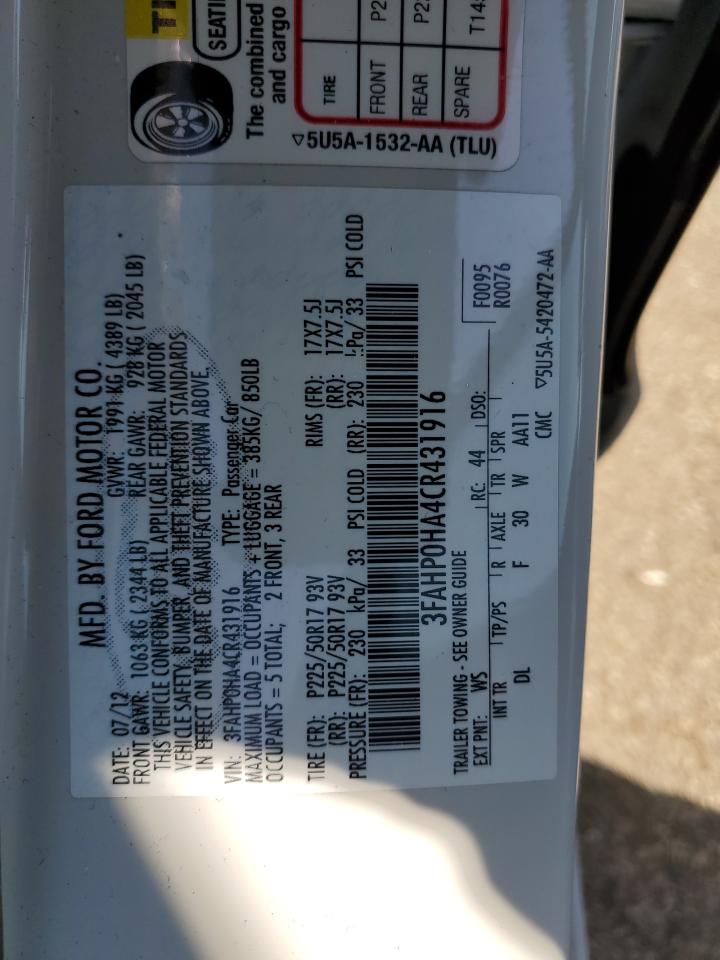 TI
SEATI
The combined
and cargo
TIRE
FRONT P2
REAR P2
SPARE T14
▽5U5A-1532-AA (TLU)
MFD. BY FORD MOTOR CO.
DATE: 07/12 GVWR: 1991 KG ( 4389 LB)
FRONT GAWR: 1063 KG ( 2344 LB) REAR GAWR: 928 KG ( 2045 LB)
THIS VEHICLE CONFORMS TO ALL APPLICABLE FEDERAL MOTOR
VEHICLE SAFETY, BUMPER, AND THEFT PREVENTION STANDARDS
IN EFFECT ON THE DATE OF MANUFACTURE SHOWN ABOVE.
VIN: 3FAHP0HA4CR431916 TYPE: Passenger Car
MAXIMUM LOAD = OCCUPANTS + LUGGAGE = 385KG/ 850LB
OCCUPANTS = 5 TOTAL; 2 FRONT, 3 REAR
TIRE (FR): P225/50R17 93V RIMS (FR): 17X7.5J
(RR): P225/50R17 93V (RR): 17X7.5J
PRESSURE (FR): 230 kPa/ 33 PSI COLD (RR): 230 kPa/ 33 PSI COLD
3FAHP0HA4CR431916
TRAILER TOWING - SEE OWNER GUIDE
F0095
EXT PNT: WS RC: 44 DSO: R0076
INT TR TP/PS R AXLE TR SPR
DL F 30 W AA11
CMC ▽5U5A-5420472-AA